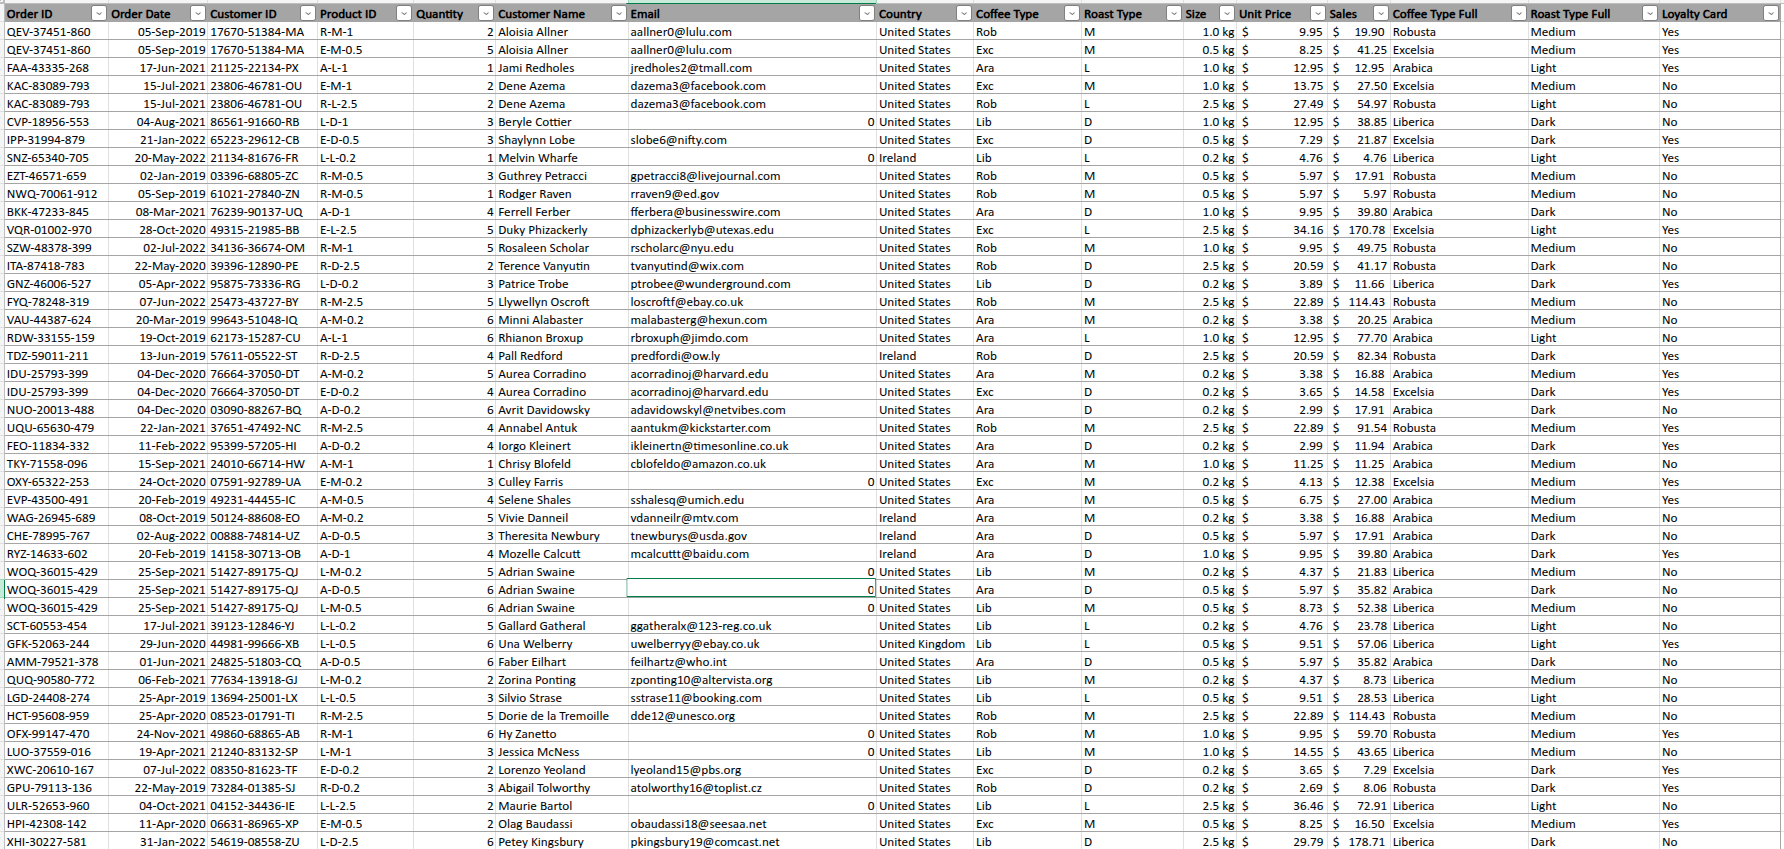 Order ID Order Date Customer ID Product ID Quantity Customer Name Email Country Coffee Type Roast Type Size Unit Price Sales Coffee Type Full Roast Type Full Loyalty Card
QEV-37451-860 05-Sep-2019 17670-51384-MA R-M-1 2 Aloisia Allner aallner0@lulu.com United States Rob M 1.0 kg $ 9.95 $ 19.90 Robusta Medium Yes
QEV-37451-860 05-Sep-2019 17670-51384-MA E-M-0.5 5 Aloisia Allner aallner0@lulu.com United States Exc M 0.5 kg $ 8.25 $ 41.25 Excelsia Medium Yes
FAA-43335-268 17-Jun-2021 21125-22134-PX A-L-1 1 Jami Redholes jredholes2@tmall.com United States Ara L 1.0 kg $ 12.95 $ 12.95 Arabica Light Yes
KAC-83089-793 15-Jul-2021 23806-46781-OU E-M-1 2 Dene Azema dazema3@facebook.com United States Exc M 1.0 kg $ 13.75 $ 27.50 Excelsia Medium No
KAC-83089-793 15-Jul-2021 23806-46781-OU R-L-2.5 2 Dene Azema dazema3@facebook.com United States Rob L 2.5 kg $ 27.49 $ 54.97 Robusta Light No
CVP-18956-553 04-Aug-2021 86561-91660-RB L-D-1 3 Beryle Cottier 0 United States Lib D 1.0 kg $ 12.95 $ 38.85 Liberica Dark No
IPP-31994-879 21-Jan-2022 65223-29612-CB E-D-0.5 3 Shaylynn Lobe slobe6@nifty.com United States Exc D 0.5 kg $ 7.29 $ 21.87 Excelsia Dark Yes
SNZ-65340-705 20-May-2022 21134-81676-FR L-L-0.2 1 Melvin Wharfe 0 Ireland Lib L 0.2 kg $ 4.76 $ 4.76 Liberica Light Yes
EZT-46571-659 02-Jan-2019 03396-68805-ZC R-M-0.5 3 Guthrey Petracci gpetracci8@livejournal.com United States Rob M 0.5 kg $ 5.97 $ 17.91 Robusta Medium No
NWQ-70061-912 05-Sep-2019 61021-27840-ZN R-M-0.5 1 Rodger Raven rraven9@ed.gov United States Rob M 0.5 kg $ 5.97 $ 5.97 Robusta Medium No
BKK-47233-845 08-Mar-2021 76239-90137-UQ A-D-1 4 Ferrell Ferber fferbera@businesswire.com United States Ara D 1.0 kg $ 9.95 $ 39.80 Arabica Dark No
VQR-01002-970 28-Oct-2020 49315-21985-BB E-L-2.5 5 Duky Phizackerly dphizackerlyb@utexas.edu United States Exc L 2.5 kg $ 34.16 $ 170.78 Excelsia Light Yes
SZW-48378-399 02-Jul-2022 34136-36674-OM R-M-1 5 Rosaleen Scholar rscholarc@nyu.edu United States Rob M 1.0 kg $ 9.95 $ 49.75 Robusta Medium No
ITA-87418-783 22-May-2020 39396-12890-PE R-D-2.5 2 Terence Vanyutin tvanyutind@wix.com United States Rob D 2.5 kg $ 20.59 $ 41.17 Robusta Dark No
GNZ-46006-527 05-Apr-2022 95875-73336-RG L-D-0.2 3 Patrice Trobe ptrobee@wunderground.com United States Lib D 0.2 kg $ 3.89 $ 11.66 Liberica Dark Yes
FYQ-78248-319 07-Jun-2022 25473-43727-BY R-M-2.5 5 Llywellyn Oscroft loscroftf@ebay.co.uk United States Rob M 2.5 kg $ 22.89 $ 114.43 Robusta Medium No
VAU-44387-624 20-Mar-2019 99643-51048-IQ A-M-0.2 6 Minni Alabaster malabasterg@hexun.com United States Ara M 0.2 kg $ 3.38 $ 20.25 Arabica Medium No
RDW-33155-159 19-Oct-2019 62173-15287-CU A-L-1 6 Rhianon Broxup rbroxuph@jimdo.com United States Ara L 1.0 kg $ 12.95 $ 77.70 Arabica Light No
TDZ-59011-211 13-Jun-2019 57611-05522-ST R-D-2.5 4 Pall Redford predfordi@ow.ly Ireland Rob D 2.5 kg $ 20.59 $ 82.34 Robusta Dark Yes
IDU-25793-399 04-Dec-2020 76664-37050-DT A-M-0.2 5 Aurea Corradino acorradinoj@harvard.edu United States Ara M 0.2 kg $ 3.38 $ 16.88 Arabica Medium Yes
IDU-25793-399 04-Dec-2020 76664-37050-DT E-D-0.2 4 Aurea Corradino acorradinoj@harvard.edu United States Exc D 0.2 kg $ 3.65 $ 14.58 Excelsia Dark Yes
NUO-20013-488 04-Dec-2020 03090-88267-BQ A-D-0.2 6 Avrit Davidowsky adavidowskyl@netvibes.com United States Ara D 0.2 kg $ 2.99 $ 17.91 Arabica Dark No
UQU-65630-479 22-Jan-2021 37651-47492-NC R-M-2.5 4 Annabel Antuk aantukm@kickstarter.com United States Rob M 2.5 kg $ 22.89 $ 91.54 Robusta Medium Yes
FEO-11834-332 11-Feb-2022 95399-57205-HI A-D-0.2 4 Iorgo Kleinert ikleinertn@timesonline.co.uk United States Ara D 0.2 kg $ 2.99 $ 11.94 Arabica Dark Yes
TKY-71558-096 15-Sep-2021 24010-66714-HW A-M-1 1 Chrisy Blofeld cblofeldo@amazon.co.uk United States Ara M 1.0 kg $ 11.25 $ 11.25 Arabica Medium No
OXY-65322-253 24-Oct-2020 07591-92789-UA E-M-0.2 3 Culley Farris 0 United States Exc M 0.2 kg $ 4.13 $ 12.38 Excelsia Medium Yes
EVP-43500-491 20-Feb-2019 49231-44455-IC A-M-0.5 4 Selene Shales sshalesq@umich.edu United States Ara M 0.5 kg $ 6.75 $ 27.00 Arabica Medium Yes
WAG-26945-689 08-Oct-2019 50124-88608-EO A-M-0.2 5 Vivie Danneil vdanneilr@mtv.com Ireland Ara M 0.2 kg $ 3.38 $ 16.88 Arabica Medium No
CHE-78995-767 02-Aug-2022 00888-74814-UZ A-D-0.5 3 Theresita Newbury tnewburys@usda.gov Ireland Ara D 0.5 kg $ 5.97 $ 17.91 Arabica Dark No
RYZ-14633-602 20-Feb-2019 14158-30713-OB A-D-1 4 Mozelle Calcutt mcalcuttt@baidu.com Ireland Ara D 1.0 kg $ 9.95 $ 39.80 Arabica Dark Yes
WOQ-36015-429 25-Sep-2021 51427-89175-QJ L-M-0.2 5 Adrian Swaine 0 United States Lib M 0.2 kg $ 4.37 $ 21.83 Liberica Medium No
WOQ-36015-429 25-Sep-2021 51427-89175-QJ A-D-0.5 6 Adrian Swaine 0 United States Ara D 0.5 kg $ 5.97 $ 35.82 Arabica Dark No
WOQ-36015-429 25-Sep-2021 51427-89175-QJ L-M-0.5 6 Adrian Swaine 0 United States Lib M 0.5 kg $ 8.73 $ 52.38 Liberica Medium No
SCT-60553-454 17-Jul-2021 39123-12846-YJ L-L-0.2 5 Gallard Gatheral ggatheralx@123-reg.co.uk United States Lib L 0.2 kg $ 4.76 $ 23.78 Liberica Light No
GFK-52063-244 29-Jun-2020 44981-99666-XB L-L-0.5 6 Una Welberry uwelberryy@ebay.co.uk United Kingdom Lib L 0.5 kg $ 9.51 $ 57.06 Liberica Light Yes
AMM-79521-378 01-Jun-2021 24825-51803-CQ A-D-0.5 6 Faber Eilhart feilhartz@who.int United States Ara D 0.5 kg $ 5.97 $ 35.82 Arabica Dark No
QUQ-90580-772 06-Feb-2021 77634-13918-GJ L-M-0.2 2 Zorina Ponting zponting10@altervista.org United States Lib M 0.2 kg $ 4.37 $ 8.73 Liberica Medium No
LGD-24408-274 25-Apr-2019 13694-25001-LX L-L-0.5 3 Silvio Strase sstrase11@booking.com United States Lib L 0.5 kg $ 9.51 $ 28.53 Liberica Light No
HCT-95608-959 25-Apr-2020 08523-01791-TI R-M-2.5 5 Dorie de la Tremoille dde12@unesco.org United States Rob M 2.5 kg $ 22.89 $ 114.43 Robusta Medium No
OFX-99147-470 24-Nov-2021 49860-68865-AB R-M-1 6 Hy Zanetto 0 United States Rob M 1.0 kg $ 9.95 $ 59.70 Robusta Medium Yes
LUO-37559-016 19-Apr-2021 21240-83132-SP L-M-1 3 Jessica McNess 0 United States Lib M 1.0 kg $ 14.55 $ 43.65 Liberica Medium No
XWC-20610-167 07-Jul-2022 08350-81623-TF E-D-0.2 2 Lorenzo Yeoland lyeoland15@pbs.org United States Exc D 0.2 kg $ 3.65 $ 7.29 Excelsia Dark Yes
GPU-79113-136 22-May-2019 73284-01385-SJ R-D-0.2 3 Abigail Tolworthy atolworthy16@toplist.cz United States Rob D 0.2 kg $ 2.69 $ 8.06 Robusta Dark Yes
ULR-52653-960 04-Oct-2021 04152-34436-IE L-L-2.5 2 Maurie Bartol 0 United States Lib L 2.5 kg $ 36.46 $ 72.91 Liberica Light No
HPI-42308-142 11-Apr-2020 06631-86965-XP E-M-0.5 2 Olag Baudassi obaudassi18@seesaa.net United States Exc M 0.5 kg $ 8.25 $ 16.50 Excelsia Medium Yes
XHI-30227-581 31-Jan-2022 54619-08558-ZU L-D-2.5 6 Petey Kingsbury pkingsbury19@comcast.net United States Lib D 2.5 kg $ 29.79 $ 178.71 Liberica Dark No